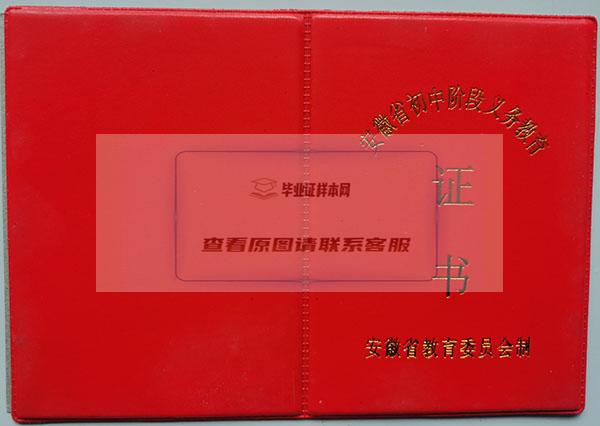 安徽省初中阶段义务教育
证
书
安徽省教育委员会制
毕业证样本网
查看原图请联系客服